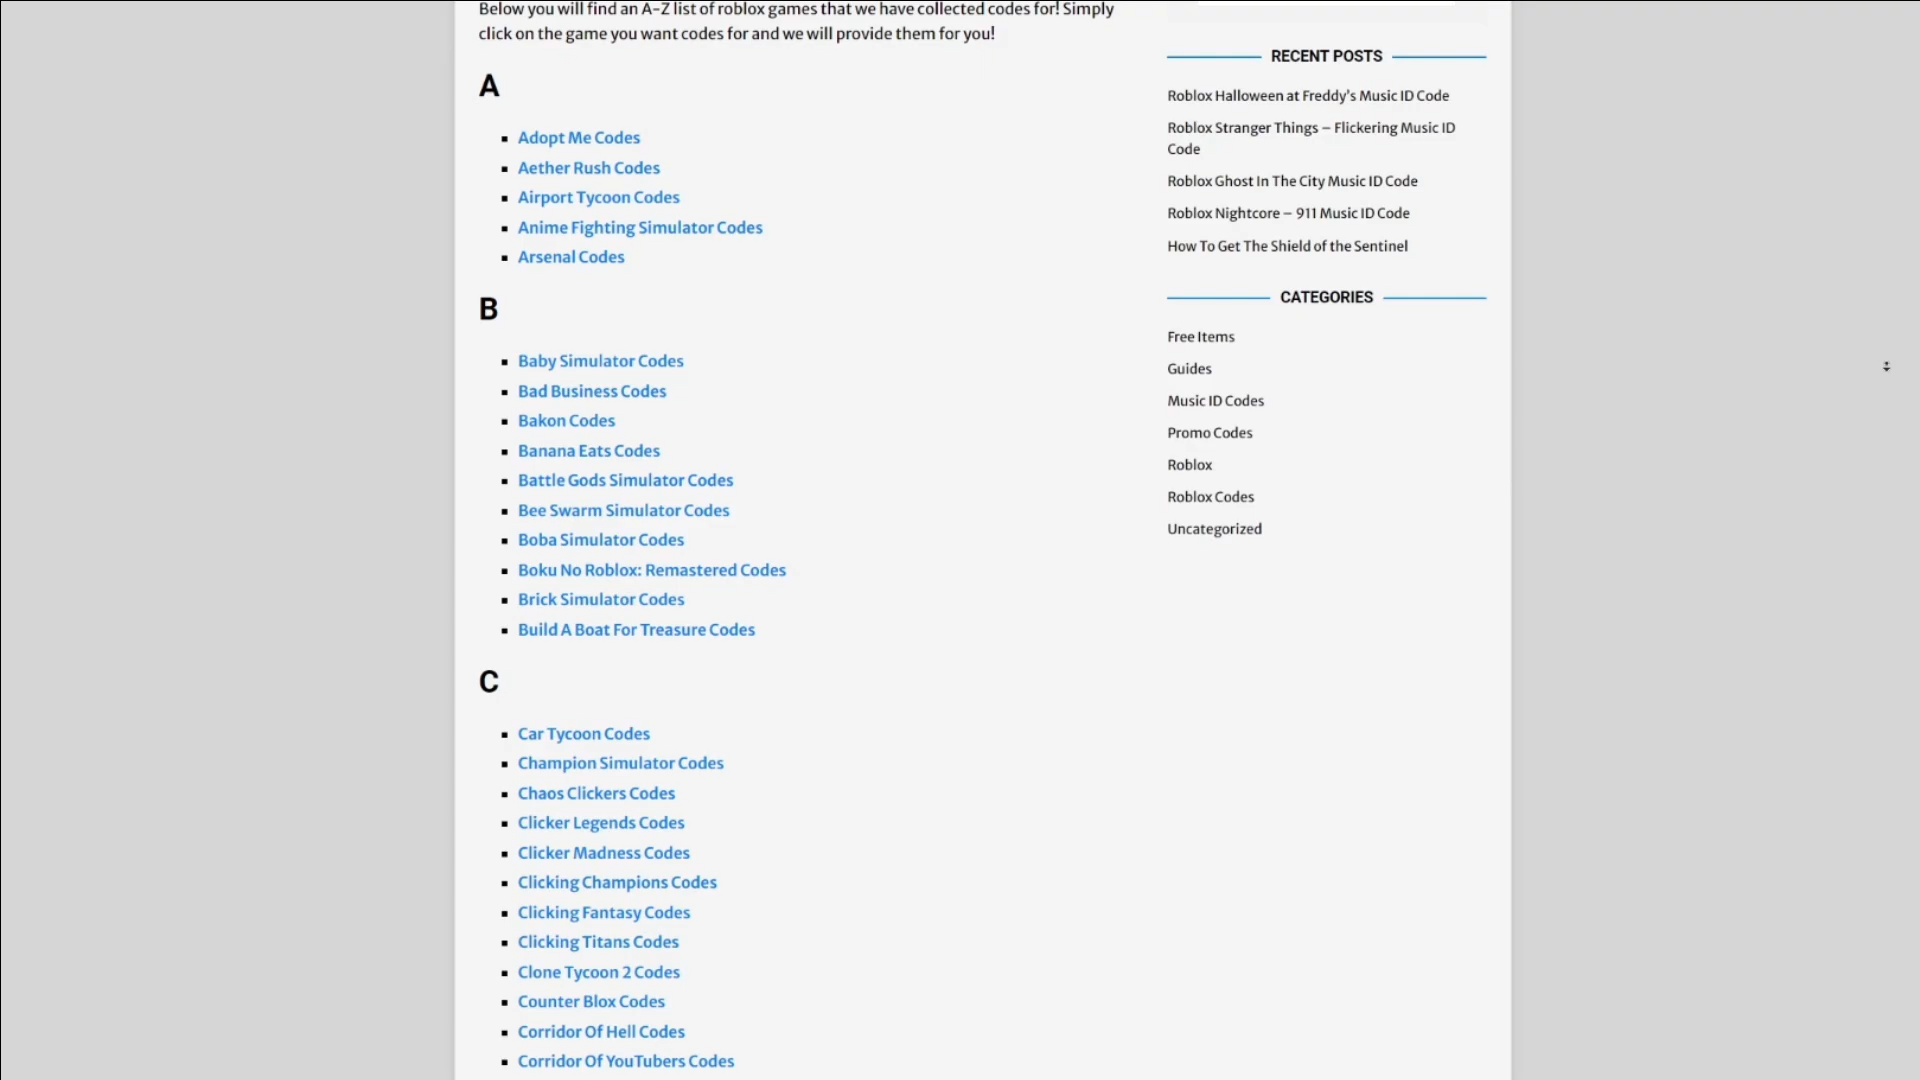 Below you will find an A-Z list of roblox games that we have collected codes for! Simply
click on the game you want codes for and we will provide them for you!
A
Adopt Me Codes
Aether Rush Codes
Airport Tycoon Codes
Anime Fighting Simulator Codes
Arsenal Codes
B
Baby Simulator Codes
Bad Business Codes
Bakon Codes
Banana Eats Codes
Battle Gods Simulator Codes
Bee Swarm Simulator Codes
Boba Simulator Codes
Boku No Roblox: Remastered Codes
Brick Simulator Codes
Build A Boat For Treasure Codes
C
Car Tycoon Codes
Champion Simulator Codes
Chaos Clickers Codes
Clicker Legends Codes
Clicker Madness Codes
Clicking Champions Codes
Clicking Fantasy Codes
Clicking Titans Codes
Clone Tycoon 2 Codes
Counter Blox Codes
Corridor Of Hell Codes
Corridor Of YouTubers Codes
RECENT POSTS
Roblox Halloween at Freddy's Music ID Code
Roblox Stranger Things – Flickering Music ID
Code
Roblox Ghost In The City Music ID Code
Roblox Nightcore – 911 Music ID Code
How To Get The Shield of the Sentinel
CATEGORIES
Free Items
Guides
Music ID Codes
Promo Codes
Roblox
Roblox Codes
Uncategorized